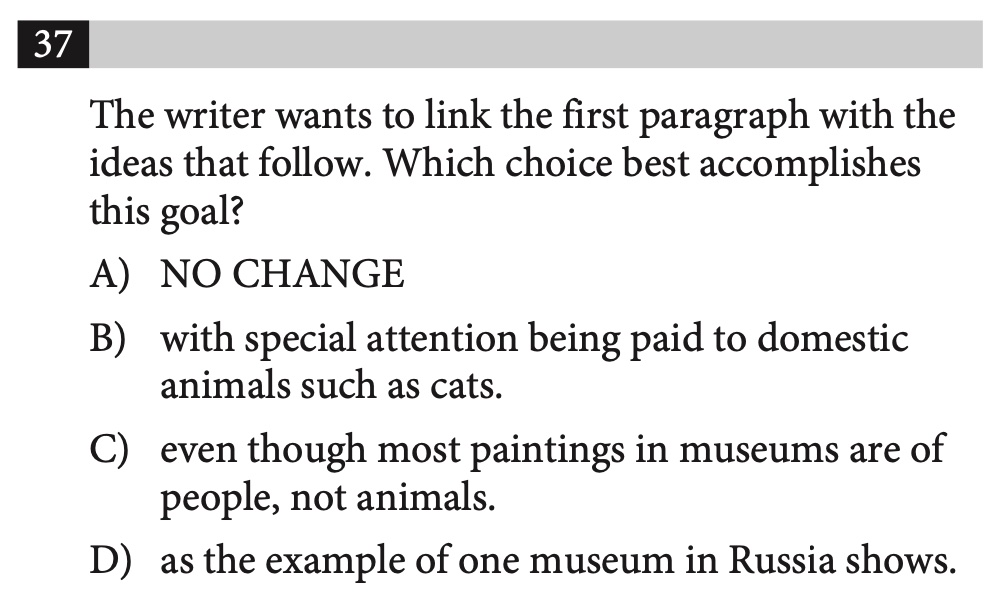 37
The writer wants to link the first paragraph with the
ideas that follow. Which choice best accomplishes
this goal?
A) NO CHANGE
B) with special attention being paid to domestic
animals such as cats.
C) even though most paintings in museums are of
people, not animals.
D) as the example of one museum in Russia shows.